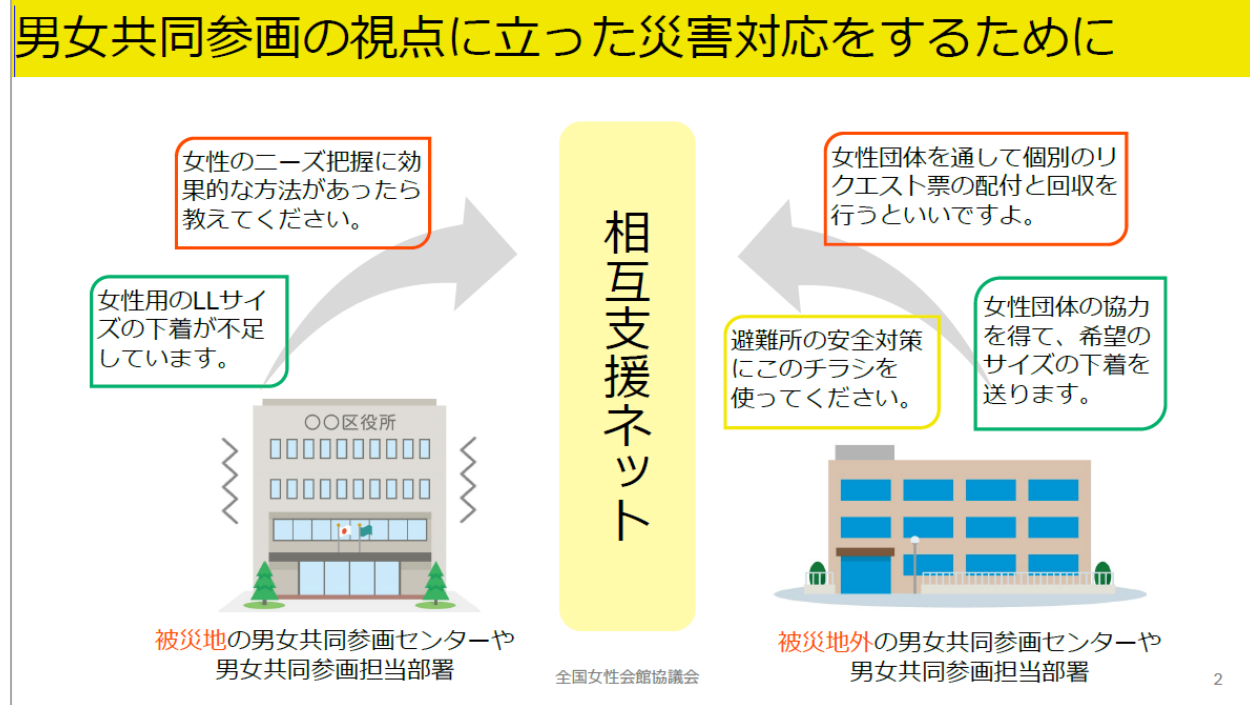 男女共同参画の視点に立った災害対応をするために
女性のニーズ把握に効
果的な方法があったら
教えてください。
女性用のLLサイ
ズの下着が不足
しています。
〇〇区役所
被災地の男女共同参画センターや
男女共同参画担当部署
相互支援ネット
女性団体を通して個別のリ
クエスト票の配付と回収を
行うといいですよ。
避難所の安全対策
にこのチラシを
使ってください。
女性団体の協力
を得て、希望の
サイズの下着を
送ります。
被災地外の男女共同参画センターや
男女共同参画担当部署
全国女性会館協議会
2